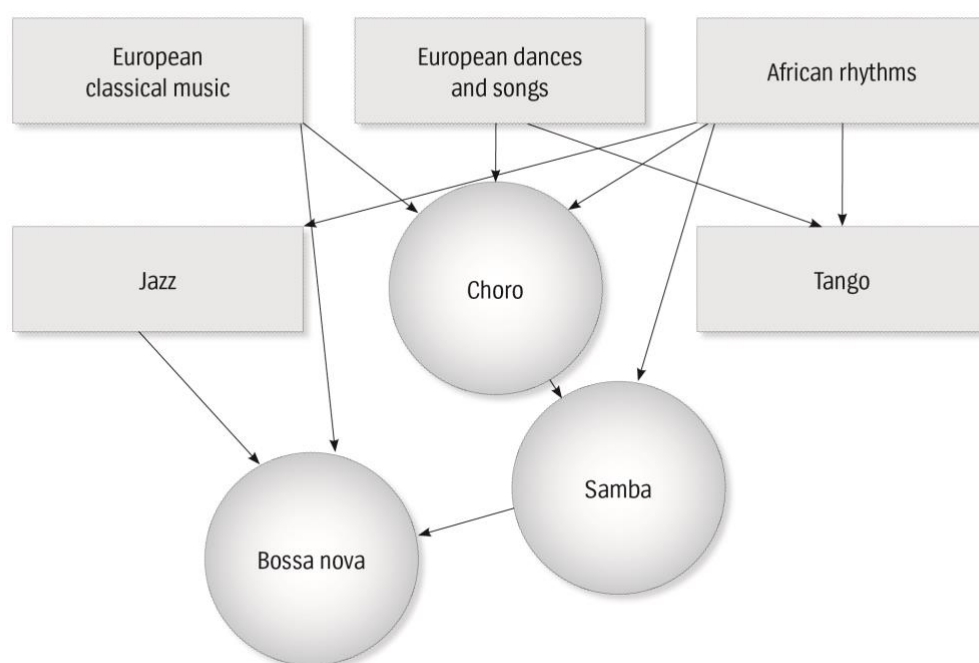 European
classical music
European dances
and songs
African rhythms
Jazz
Choro
Tango
Samba
Bossa nova